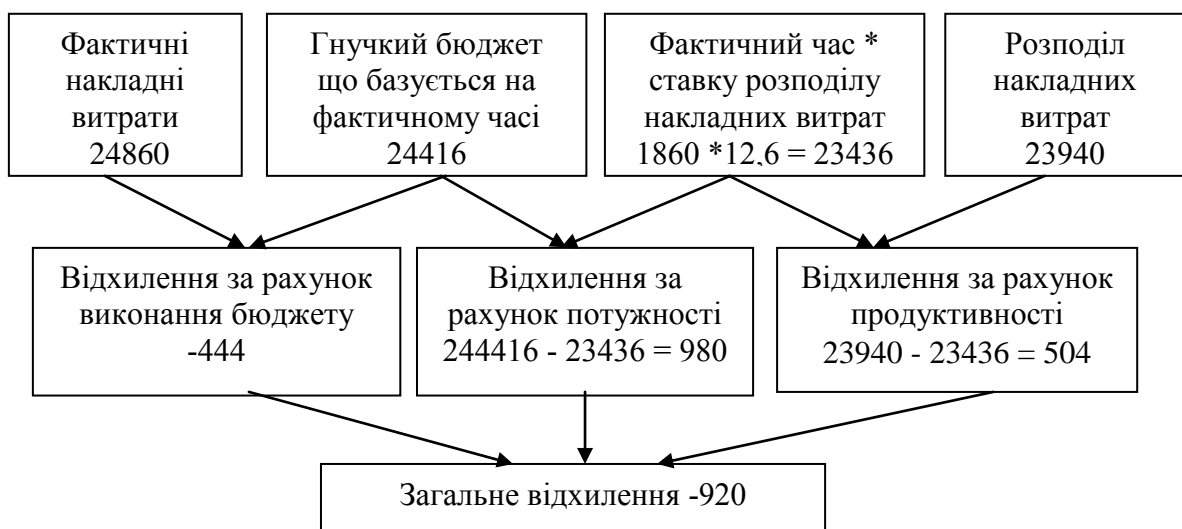 Фактичні
накладні
витрати
24860
Гнучкий бюджет
що базується на
фактичному часі
24416
Фактичний час *
ставку розподілу
накладних витрат
1860 *12,6 = 23436
Розподіл
накладних
витрат
23940
Відхилення за рахунок
виконання бюджету
-444
Відхилення за
рахунок потужності
244416 - 23436 = 980
Відхилення за рахунок
продуктивності
23940 - 23436 = 504
Загальне відхилення -920